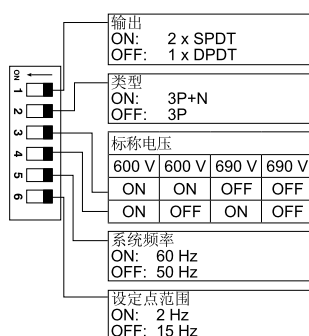 输出
ON: 2 x SPDT
OFF: 1 x DPDT
ON
1
2
3
4
5
6
类型
ON: 3P+N
OFF: 3P
标称电压
600 V 600 V 690 V 690 V
ON ON OFF OFF
ON OFF ON OFF
系统频率
ON: 60 Hz
OFF: 50 Hz
设定点范围
ON: 2 Hz
OFF: 15 Hz